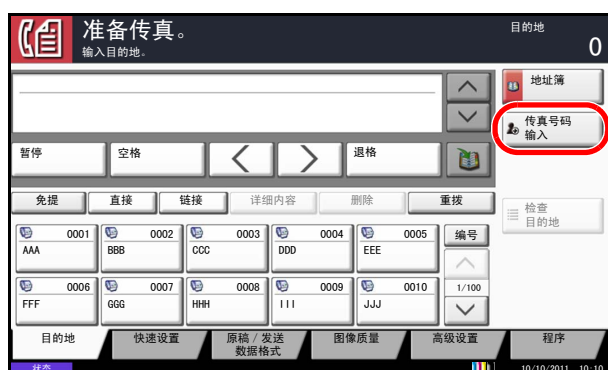 准备传真。
输入目的地。
目的地
0
地址簿
传真号码
输入
暂停
空格
退格
免提
直接
链接
详细内容
删除
重拨
检查
目的地
0001
AAA
0002
BBB
0003
CCC
0004
DDD
0005
EEE
编号
0006
FFF
0007
GGG
0008
HHH
0009
III
0010
JJJ
1/100
目的地
快速设置
原稿 / 发送
数据格式
图像质量
高级设置
程序
状态
10/10/2011 10:10